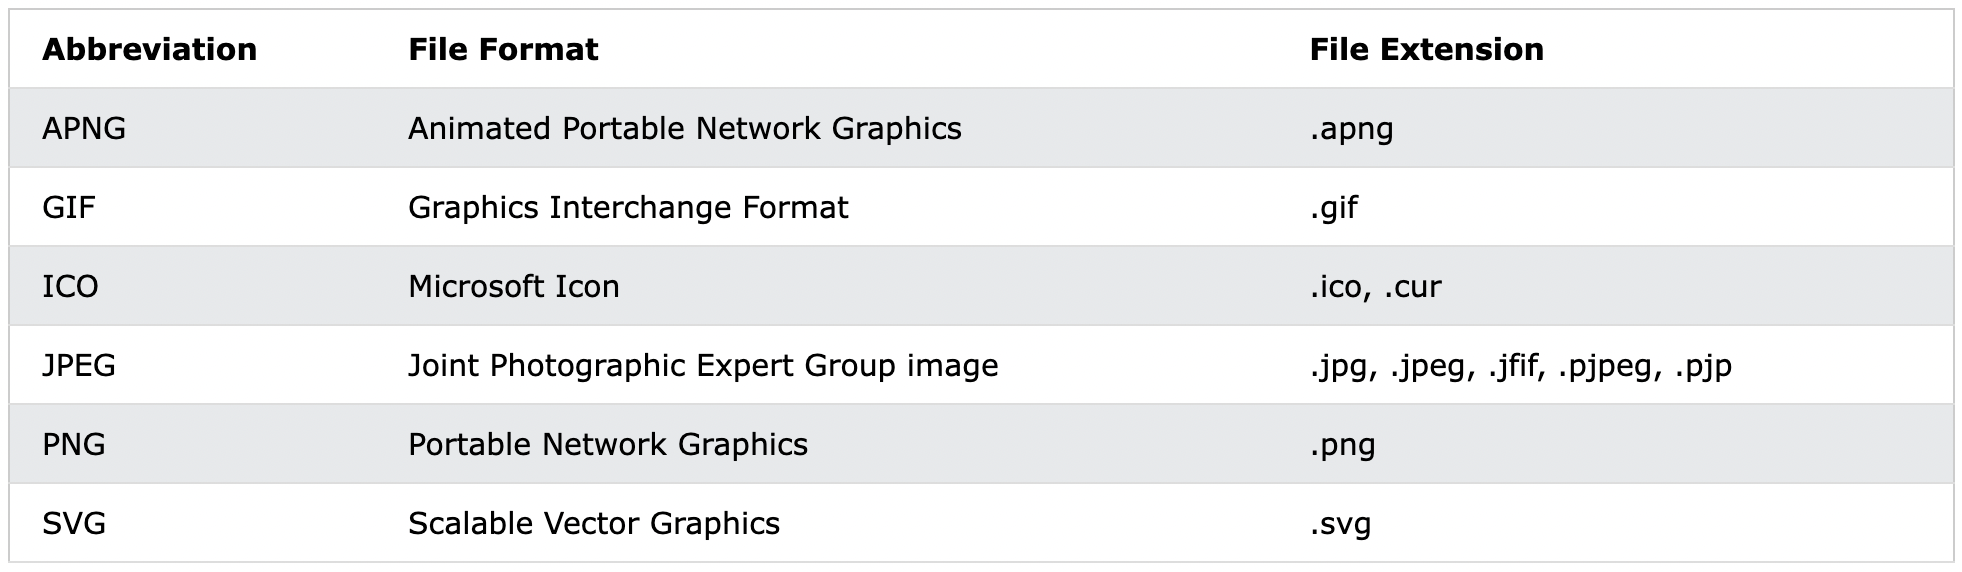 Abbreviation File Format File Extension
APNG Animated Portable Network Graphics .apng
GIF Graphics Interchange Format .gif
ICO Microsoft Icon .ico, .cur
JPEG Joint Photographic Expert Group image .jpg, .jpeg, .jfif, .pjpeg, .pjp
PNG Portable Network Graphics .png
SVG Scalable Vector Graphics .svg